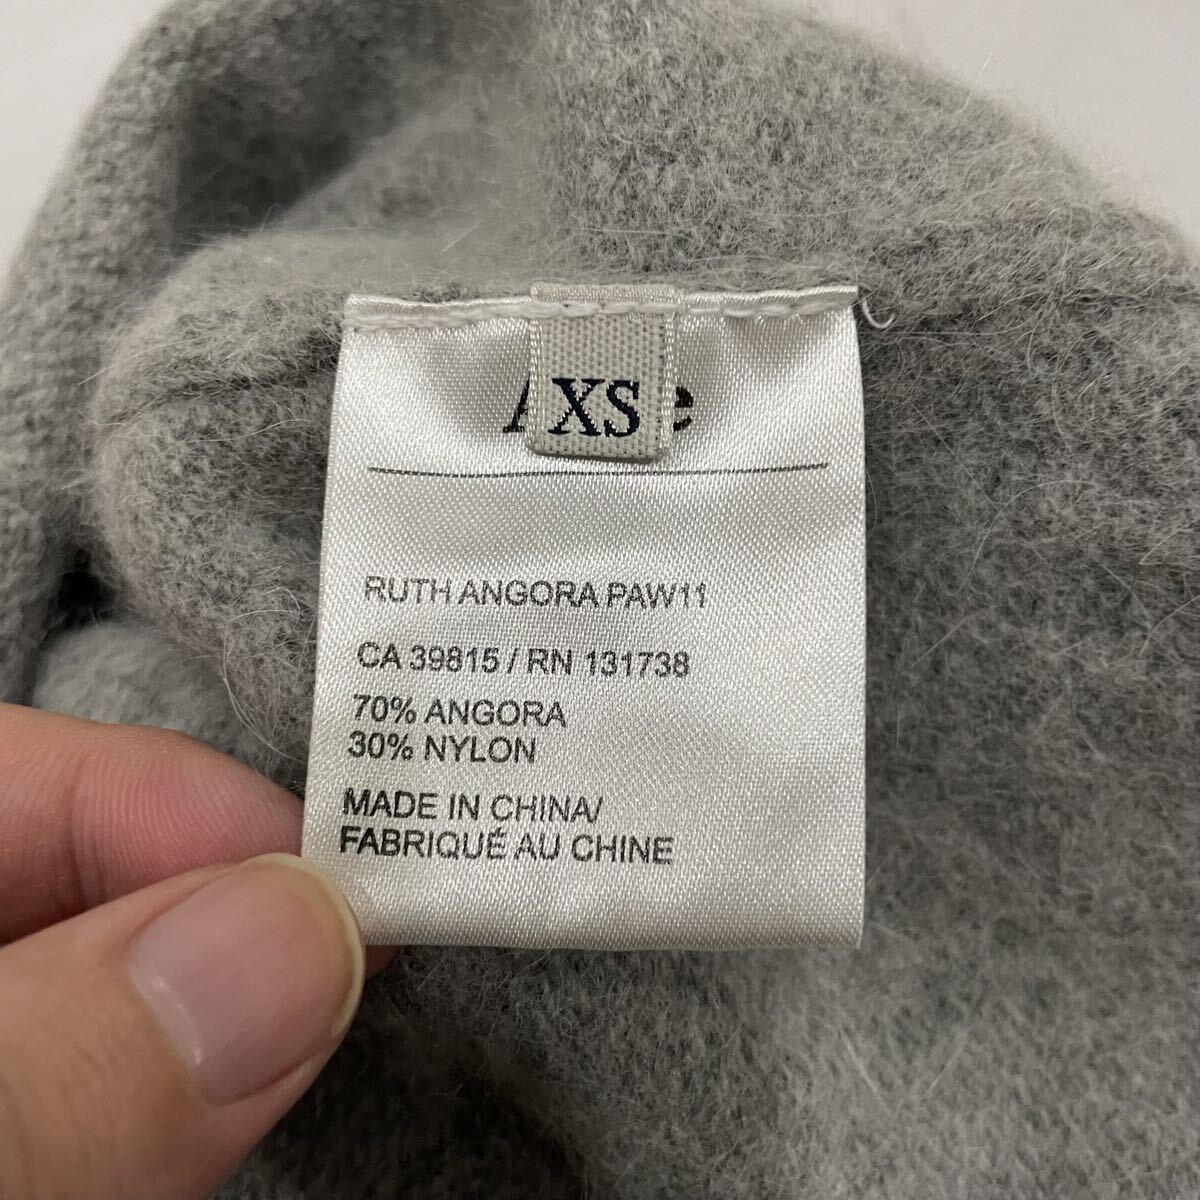 XS
RUTH ANGORA PAW11
CA 39815 / RN 131738
70% ANGORA
30% NYLON
MADE IN CHINA/
FABRIQUÉ AU CHINE